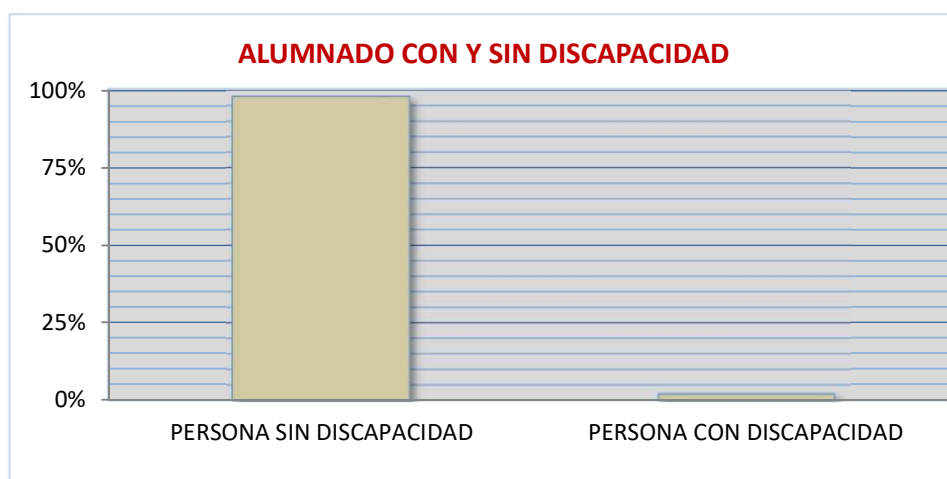 ALUMNADO CON Y SIN DISCAPACIDAD
100%
75%
50%
25%
0%
PERSONA SIN DISCAPACIDAD PERSONA CON DISCAPACIDAD